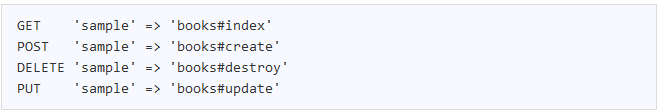 GET    'sample' => 'books#index'
POST   'sample' => 'books#create'
DELETE 'sample' => 'books#destroy'
PUT    'sample' => 'books#update'